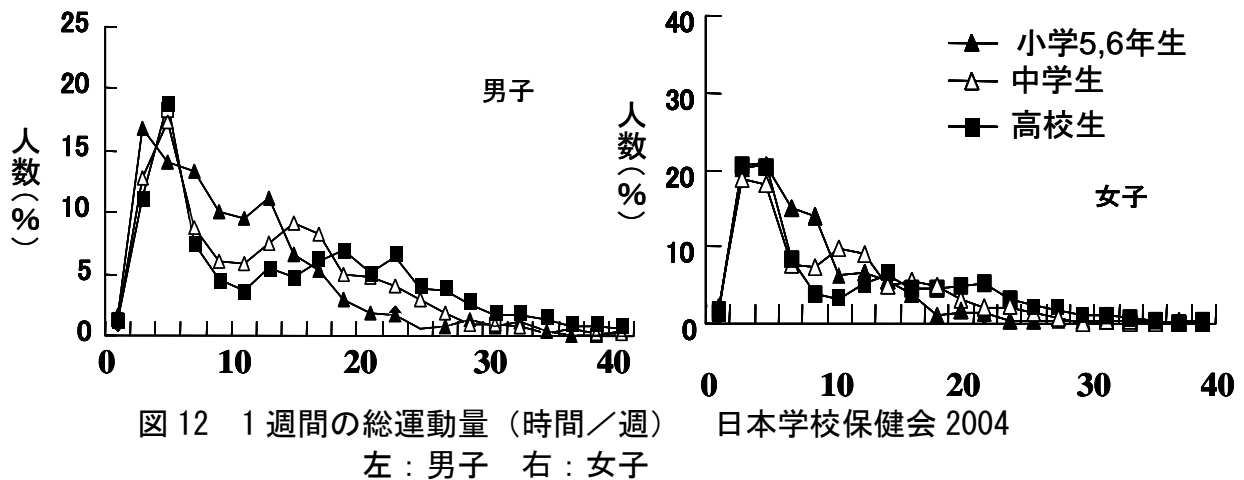 25
20
15
10
5
0
人数(%)
男子
0 10 20 30 40
40
30
20
10
0
人数(%)
小学5,6年生
中学生
高校生
女子
0 10 20 30 40
図 12 1 週間の総運動量(時間/週) 日本学校保健会 2004
左:男子 右:女子